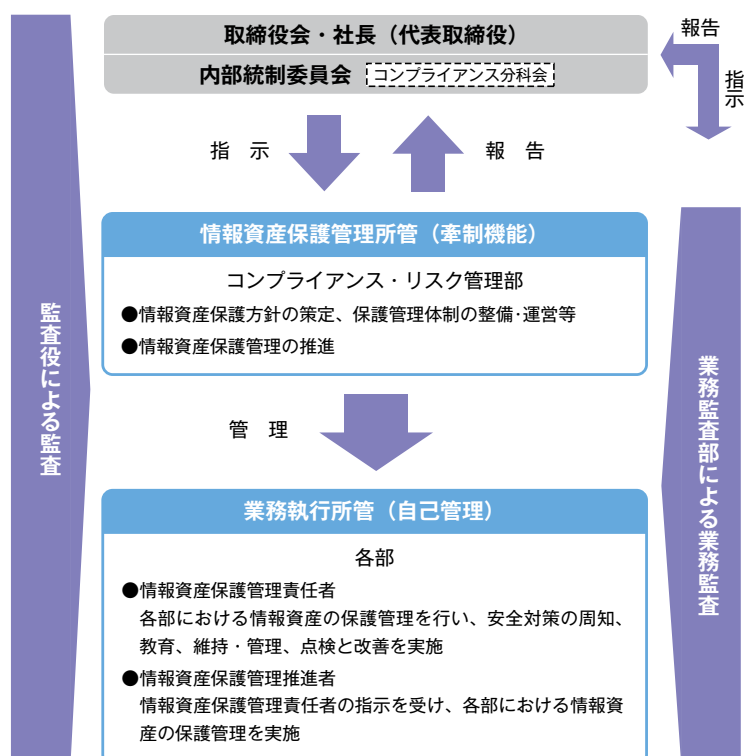 取締役会・社長（代表取締役）
内部統制委員会 コンプライアンス分科会
報告
指示
指　示
報　告
情報資産保護管理所管（牽制機能）
コンプライアンス・リスク管理部
●情報資産保護方針の策定、保護管理体制の整備・運営等
●情報資産保護管理の推進
管　理
業務執行所管（自己管理）
各部
●情報資産保護管理責任者
各部における情報資産の保護管理を行い、安全対策の周知、
教育、維持・管理、点検と改善を実施
●情報資産保護管理推進者
情報資産保護管理責任者の指示を受け、各部における情報資
産の保護管理を実施
監査役による監査
業務監査部による業務監査